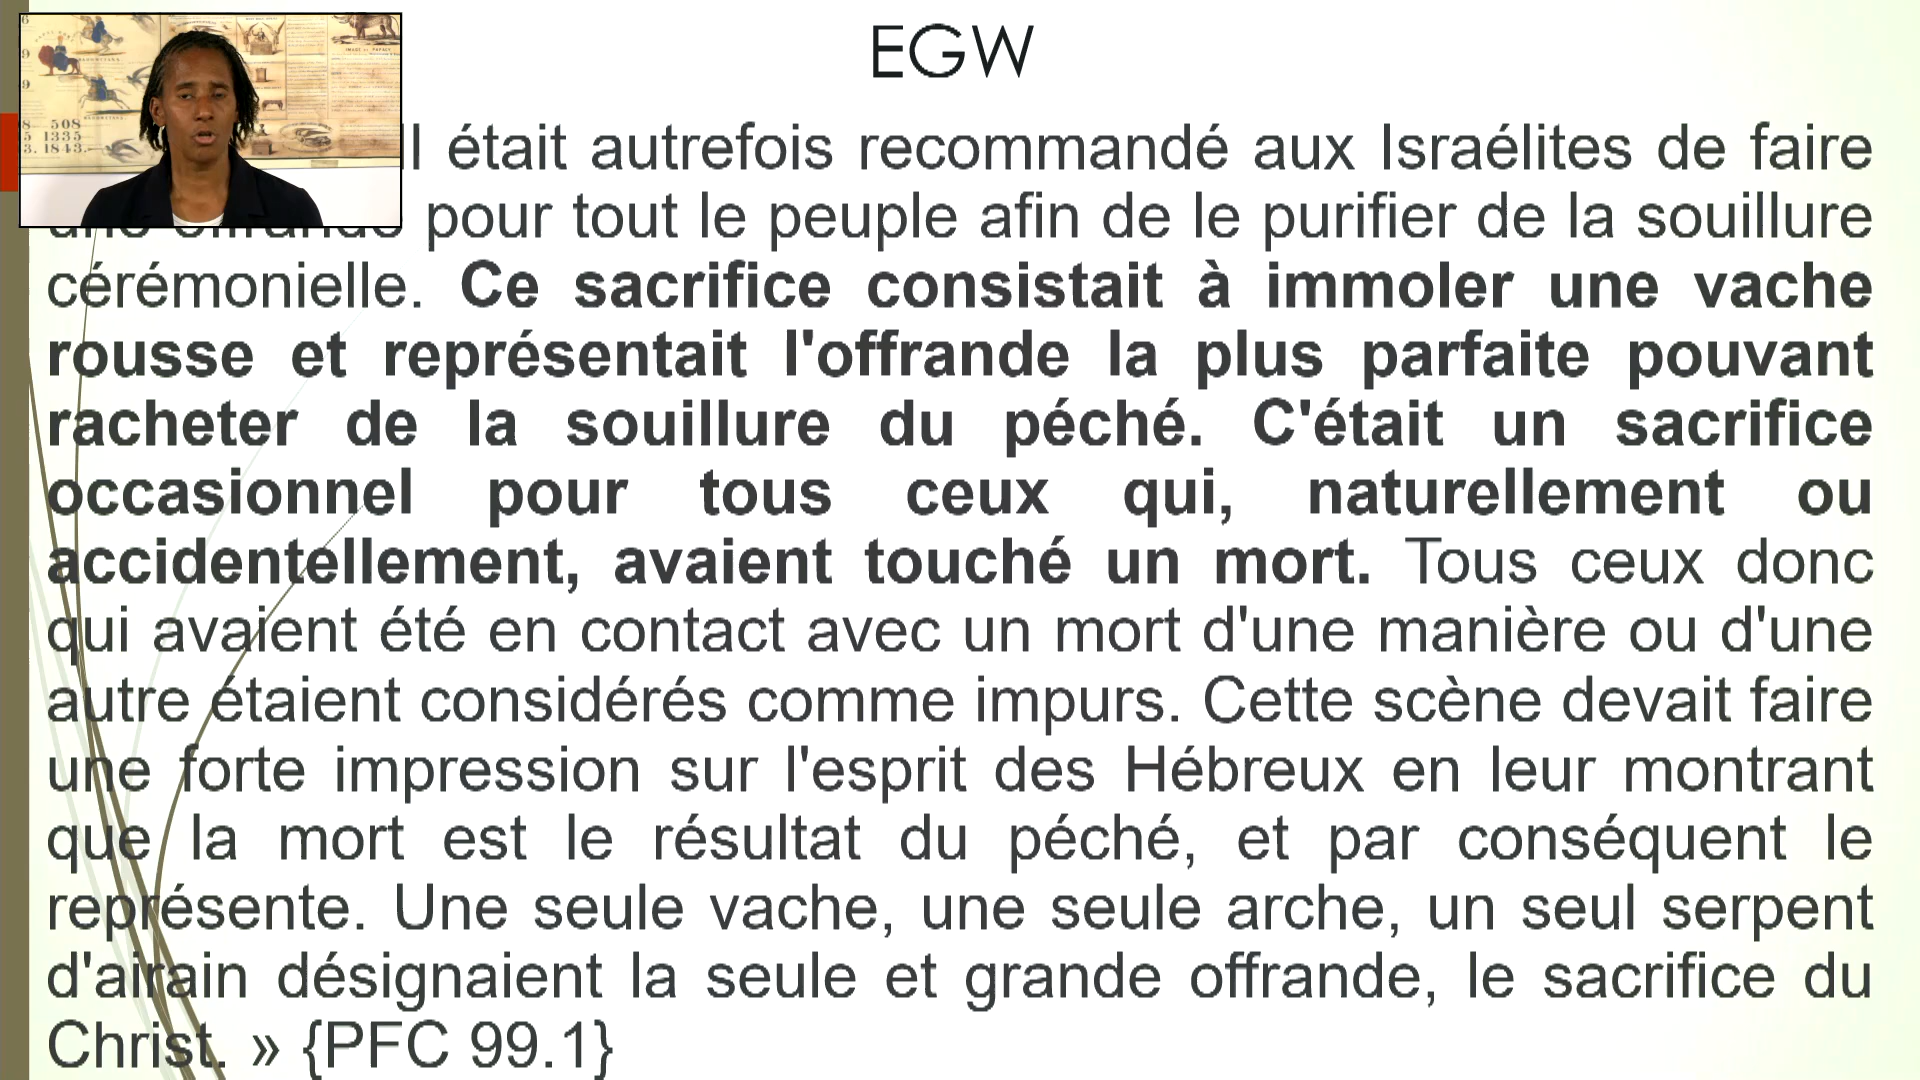 EGW
508
1335
1843.
était autrefois recommandé aux Israélites de faire
une offrande pour tout le peuple afin de le purifier de la souillure
cérémonielle. Ce sacrifice consistait à immoler une vache
rousse et représentait l'offrande la plus parfaite pouvant
racheter de la souillure du péché. C'était un sacrifice
occasionnel pour tous ceux qui, naturellement ou
accidentellement, avaient touché un mort. Tous ceux donc
qui avaient été en contact avec un mort d'une manière ou d'une
autre étaient considérés comme impurs. Cette scène devait faire
une forte impression sur l'esprit des Hébreux en leur montrant
que la mort est le résultat du péché, et par conséquent le
représente. Une seule vache, une seule arche, un seul serpent
d'airain désignaient la seule et grande offrande, le sacrifice du
Christ. » {PFC 99.1}